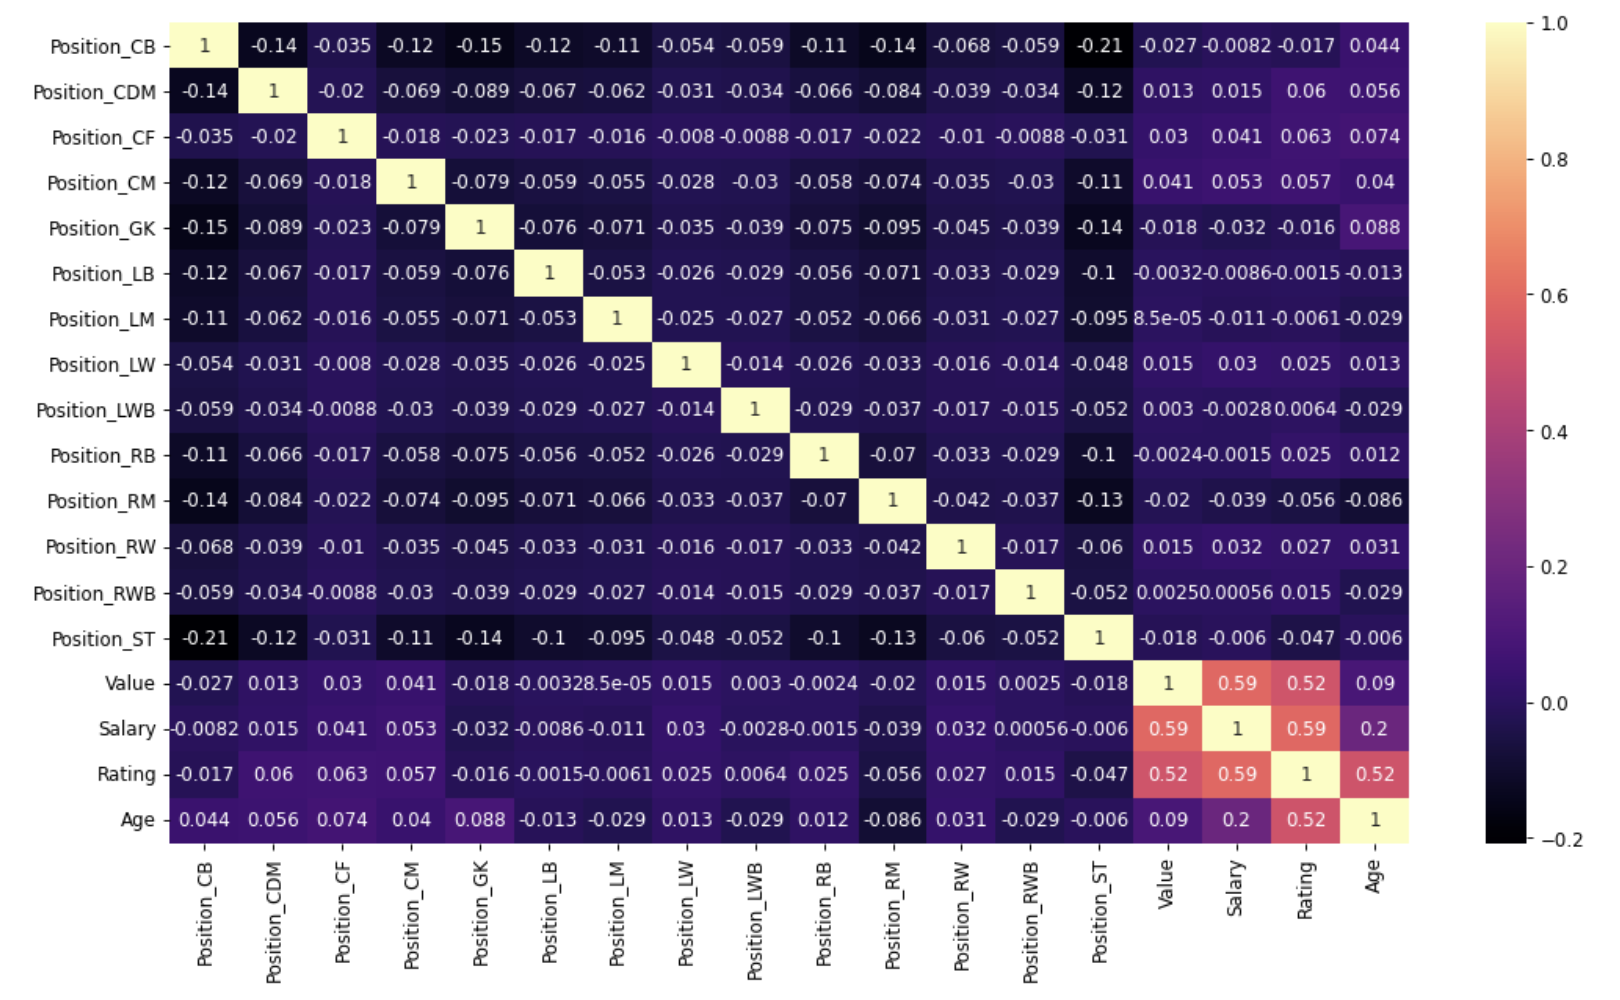 Position_CB 1 -0.14 -0.035 -0.12 -0.15 -0.12 -0.11 -0.054 -0.059 -0.11 -0.14 -0.068 -0.059 -0.21 -0.027 -0.0082 -0.017 0.044
Position_CDM -0.14 1 -0.02 -0.069 -0.089 -0.067 -0.062 -0.031 -0.034 -0.066 -0.084 -0.039 -0.034 -0.12 0.013 0.015 0.06 0.056
Position_CF -0.035 -0.02 1 -0.018 -0.023 -0.017 -0.016 -0.008 -0.0088 -0.017 -0.022 -0.01 -0.0088 -0.031 0.03 0.041 0.063 0.074
Position_CM -0.12 -0.069 -0.018 1 -0.079 -0.059 -0.055 -0.028 -0.03 -0.058 -0.074 -0.035 -0.03 -0.11 0.041 0.053 0.057 0.04
Position_GK -0.15 -0.089 -0.023 -0.079 1 -0.076 -0.071 -0.035 -0.039 -0.075 -0.095 -0.045 -0.039 -0.14 -0.018 -0.032 -0.016 0.088
Position_LB -0.12 -0.067 -0.017 -0.059 -0.076 1 -0.053 -0.026 -0.029 -0.056 -0.071 -0.033 -0.029 -0.1 -0.0032 -0.0086 -0.0015 -0.013
Position_LM -0.11 -0.062 -0.016 -0.055 -0.071 -0.053 1 -0.025 -0.027 -0.052 -0.066 -0.031 -0.027 -0.095 8.5e-05 -0.011 -0.0061 -0.029
Position_LW -0.054 -0.031 -0.008 -0.028 -0.035 -0.026 -0.025 1 -0.014 -0.026 -0.033 -0.016 -0.014 -0.048 0.015 0.03 0.025 0.013
Position_LWB -0.059 -0.034 -0.0088 -0.03 -0.039 -0.029 -0.027 -0.014 1 -0.029 -0.037 -0.017 -0.015 -0.052 0.003 -0.0028 0.0064 -0.029
Position_RB -0.11 -0.066 -0.017 -0.058 -0.075 -0.056 -0.052 -0.026 -0.029 1 -0.07 -0.033 -0.029 -0.1 -0.0024 -0.0015 0.025 0.012
Position_RM -0.14 -0.084 -0.022 -0.074 -0.095 -0.071 -0.066 -0.033 -0.037 -0.07 1 -0.042 -0.037 -0.13 -0.02 -0.039 -0.056 -0.086
Position_RW -0.068 -0.039 -0.01 -0.035 -0.045 -0.033 -0.031 -0.016 -0.017 -0.033 -0.042 1 -0.017 -0.06 0.015 0.032 0.027 0.031
Position_RWB -0.059 -0.034 -0.0088 -0.03 -0.039 -0.029 -0.027 -0.014 -0.015 -0.029 -0.037 -0.017 1 -0.052 0.0025 0.00056 0.015 -0.029
Position_ST -0.21 -0.12 -0.031 -0.11 -0.14 -0.1 -0.095 -0.048 -0.052 -0.1 -0.13 -0.06 -0.052 1 -0.018 -0.006 -0.047 -0.006
Value -0.027 0.013 0.03 0.041 -0.018 -0.0032 8.5e-05 0.015 0.003 -0.0024 -0.02 0.015 0.0025 -0.018 1 0.59 0.52 0.09
Salary -0.0082 0.015 0.041 0.053 -0.032 -0.0086 -0.011 0.03 -0.0028 -0.0015 -0.039 0.032 0.00056 -0.006 0.59 1 0.59 0.2
Rating -0.017 0.06 0.063 0.057 -0.016 -0.0015 -0.0061 0.025 0.0064 0.025 -0.056 0.027 0.015 -0.047 0.52 0.59 1 0.52
Age 0.044 0.056 0.074 0.04 0.088 -0.013 -0.029 0.013 -0.029 0.012 -0.086 0.031 -0.029 -0.006 0.09 0.2 0.52 1
Position_CB
Position_CDM
Position_CF
Position_CM
Position_GK
Position_LB
Position_LM
Position_LW
Position_LWB
Position_RB
Position_RM
Position_RW
Position_RWB
Position_ST
Value
Salary
Rating
Age
1.0
0.8
0.6
0.4
0.2
0.0
−0.2